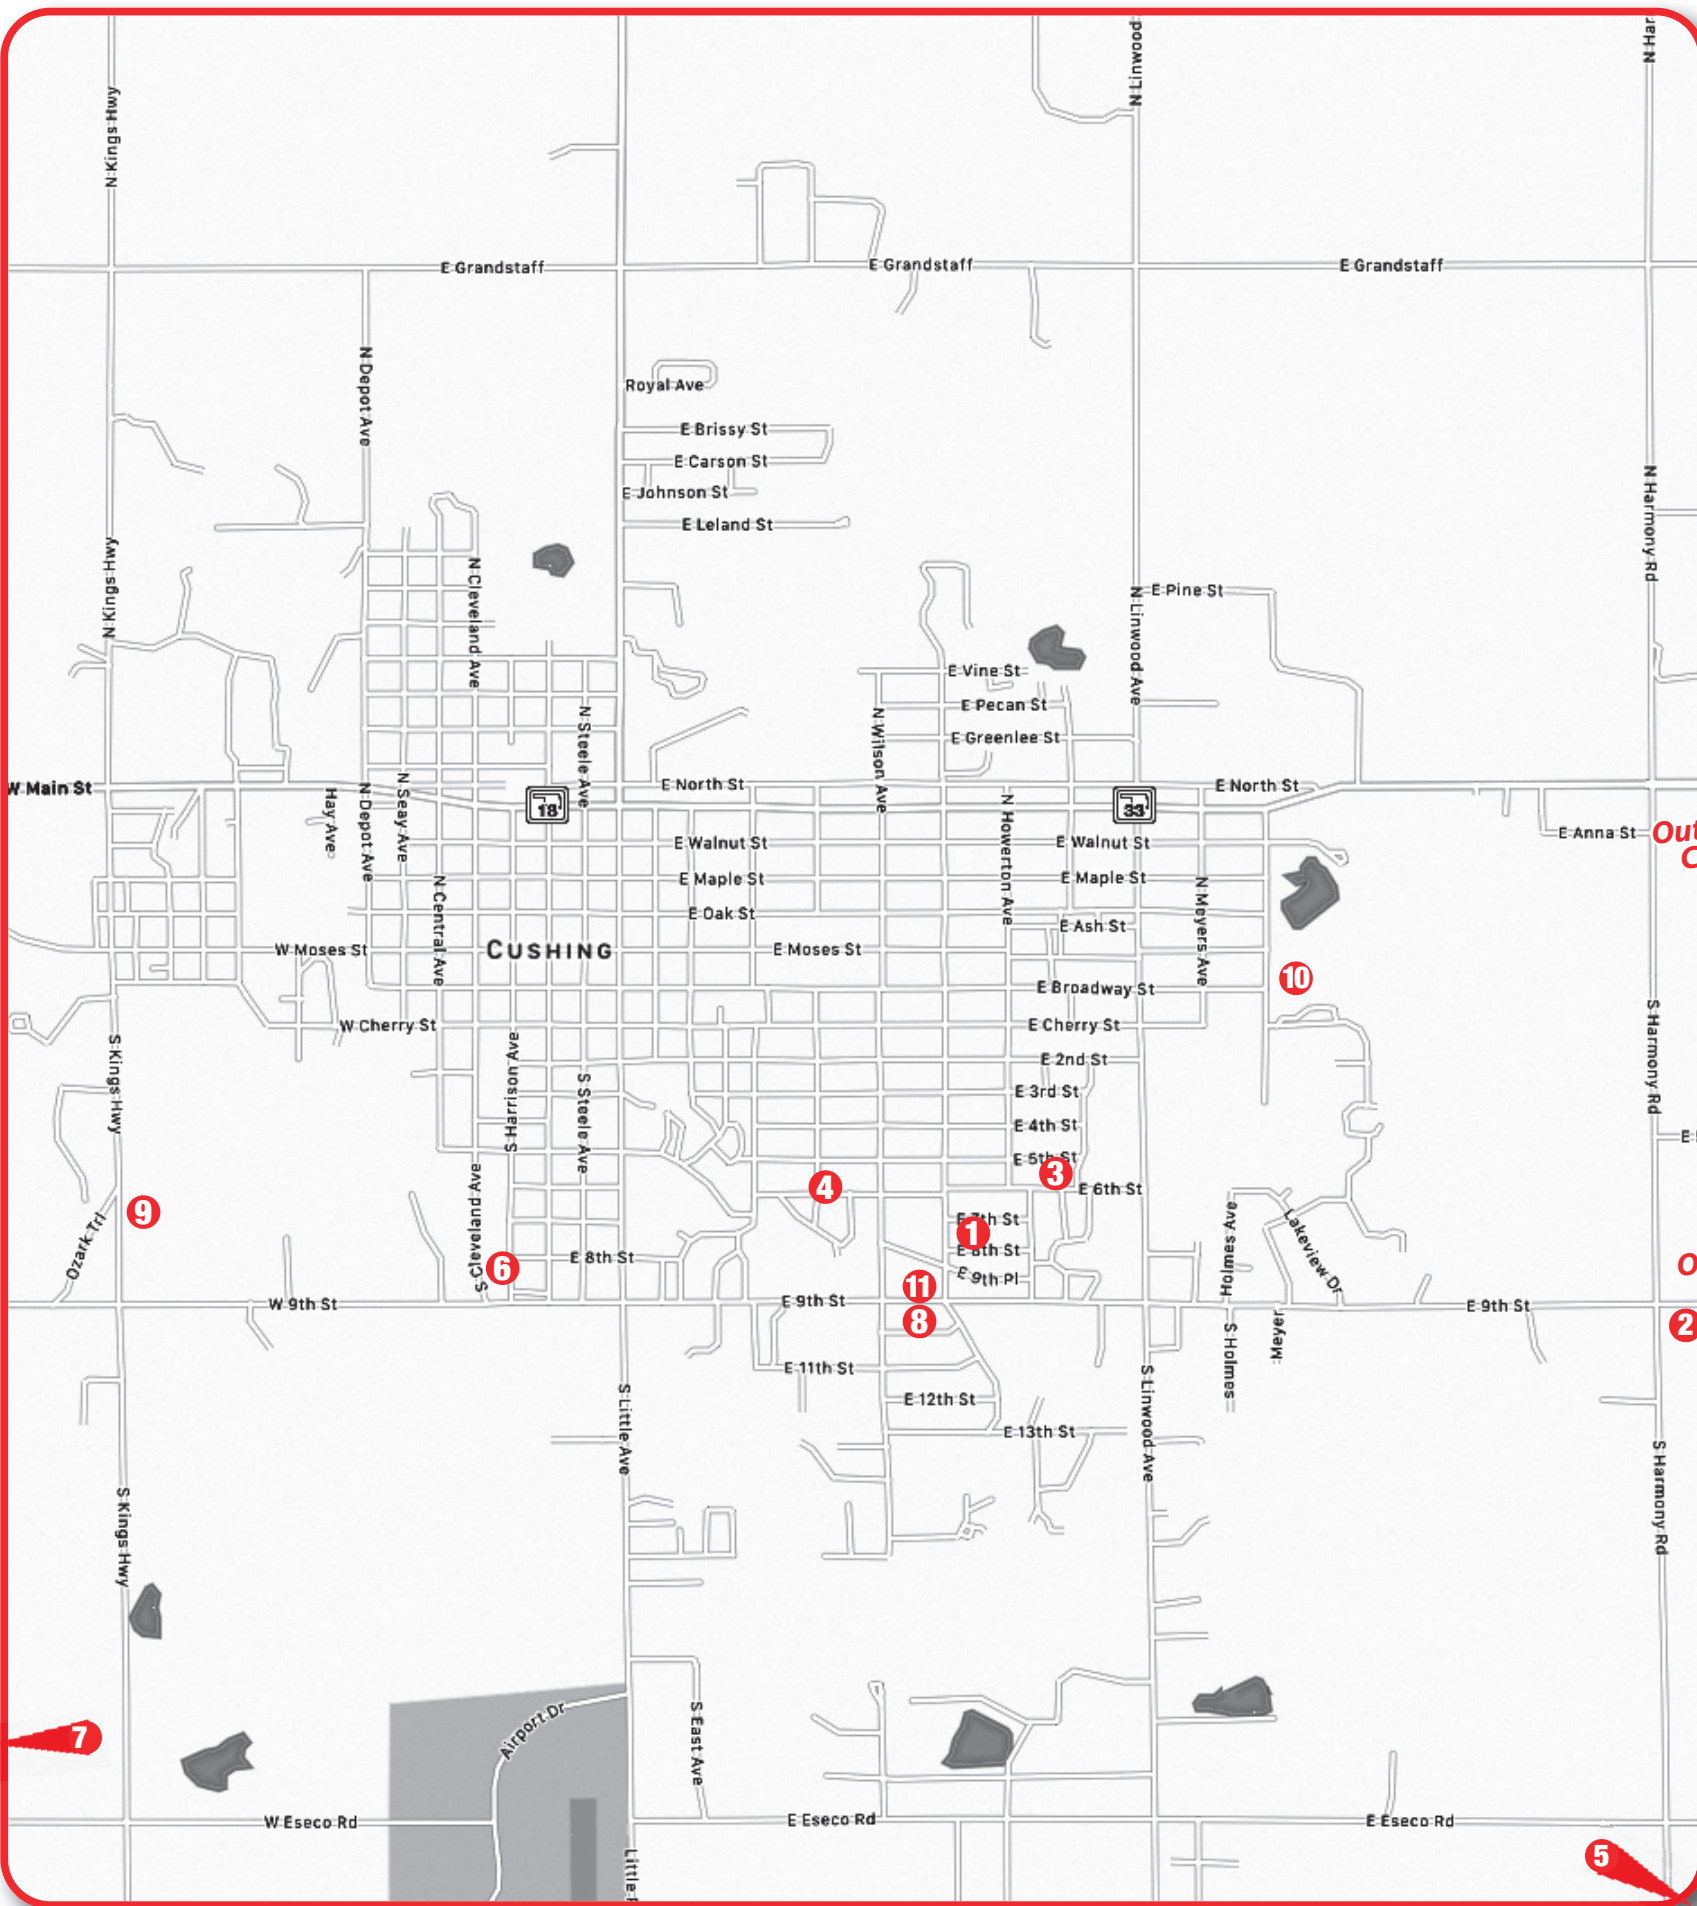 N Linwood
N Har
N Kings Hwy
E Grandstaff
E Grandstaff
E Grandstaff
N Depot Ave
Royal Ave
E Brissy St
E Carson St
E Johnson St
E Leland St
N Harmony Rd
N Kings Hwy
N Cleveland Ave
E Pine St
N Linwood Ave
E Vine St
E Pecan St
N Steele Ave
N Wilson Ave
E Greenlee St
W Main St
E North St
E North St
Hay Ave
N Depot Ave
N Seay Ave
18
33
N Howerton Ave
E Anna St
Out
C
E Walnut St
E Walnut St
E Maple St
E Maple St
N Central Ave
N Meyers Ave
E Oak St
E Ash St
W Moses St
CUSHING
E Moses St
10
E Broadway St
W Cherry St
E Cherry St
S Kings Hwy
S Harrison Ave
S Harmony Rd
E 2nd St
S Steele Ave
E 3rd St
E 4th St
E
E 5th St
3
4
E 6th St
S Cleveland Ave
9
Ozark Trl
E 7th St
1
Holmes Ave
Lakeview Dr
E 8th St
E 8th St
6
O
E 9th Pl
11
W 9th St
E 9th St
E 9th St
8
2
S Holmes
Meyer
E 11th St
S Little Ave
E 12th St
S Linwood Ave
E 13th St
S Harmony Rd
S Kings Hwy
Airport Dr
S East Ave
7
W Eseco Rd
E Eseco Rd
E Eseco Rd
Little
5